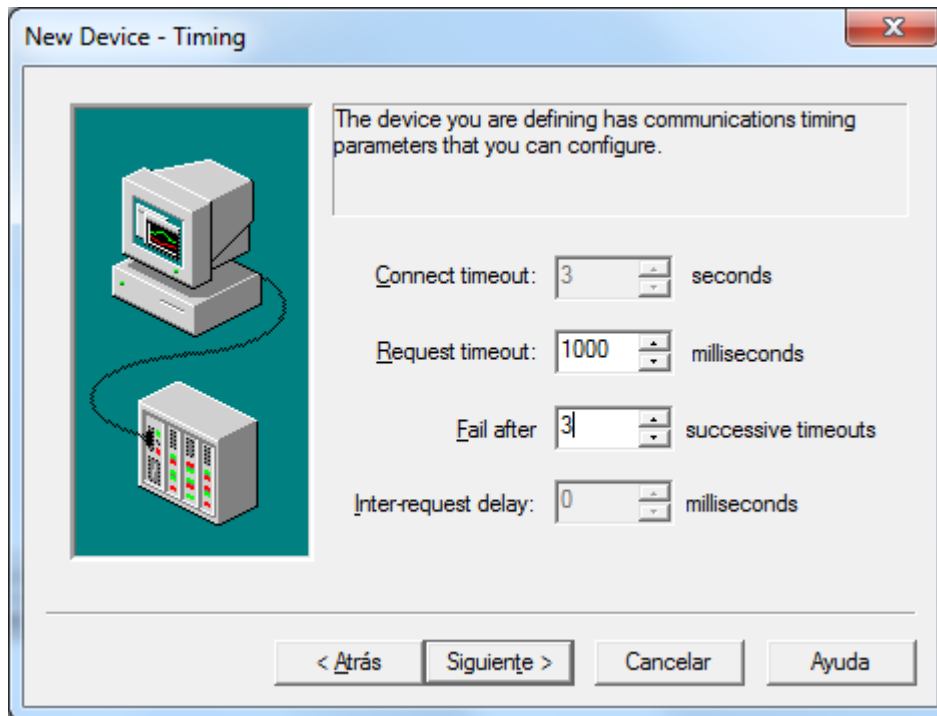 New Device - Timing
The device you are defining has communications timing
parameters that you can configure.
Connect timeout: 3 seconds
Request timeout: 1000 milliseconds
Fail after 3 successive timeouts
Inter-request delay: 0 milliseconds
< Atrás Siguiente > Cancelar Ayuda